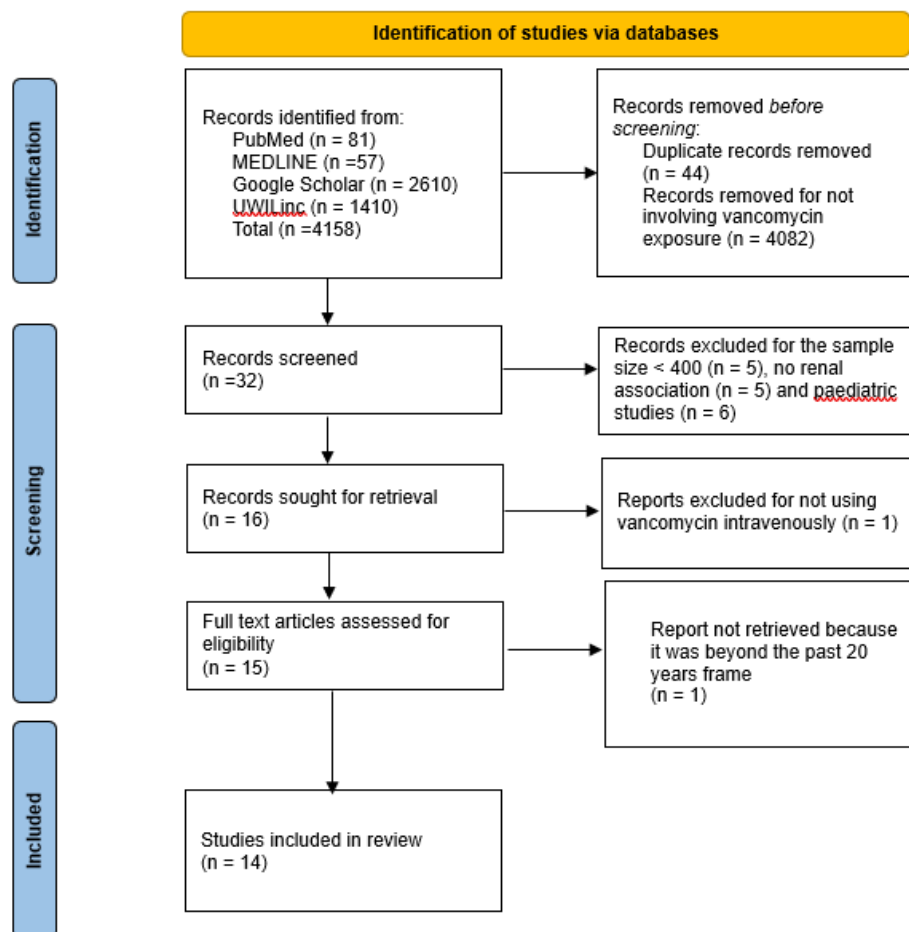 Identification of studies via databases
Identification
Records identified from:
PubMed (n = 81)
MEDLINE (n =57)
Google Scholar (n = 2610)
UWILinc (n = 1410)
Total (n =4158)
Records removed before
screening:
Duplicate records removed
(n = 44)
Records removed for not
involving vancomycin
exposure (n = 4082)
Screening
Records screened
(n =32)
Records excluded for the sample
size < 400 (n = 5), no renal
association (n = 5) and paediatric
studies (n = 6)
Records sought for retrieval
(n = 16)
Reports excluded for not using
vancomycin intravenously (n = 1)
Full text articles assessed for
eligibility
(n = 15)
Report not retrieved because
it was beyond the past 20
years frame
(n = 1)
Included
Studies included in review
(n = 14)